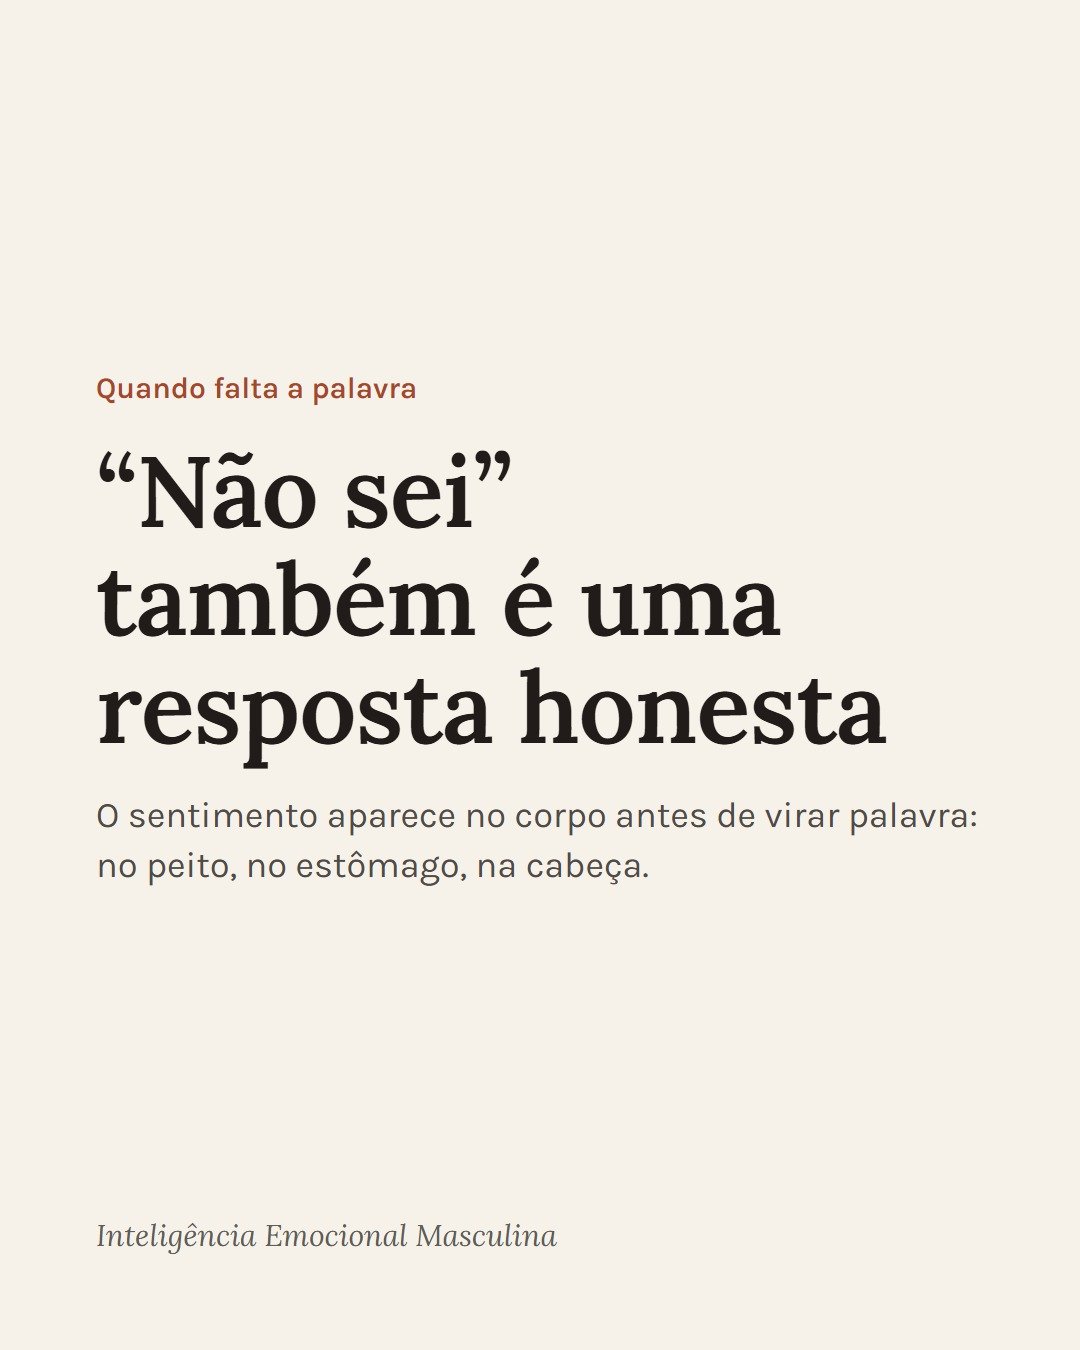 Quando falta a palavra
“Não sei”
também é uma
resposta honesta
O sentimento aparece no corpo antes de virar palavra:
no peito, no estômago, na cabeça.
Inteligência Emocional Masculina